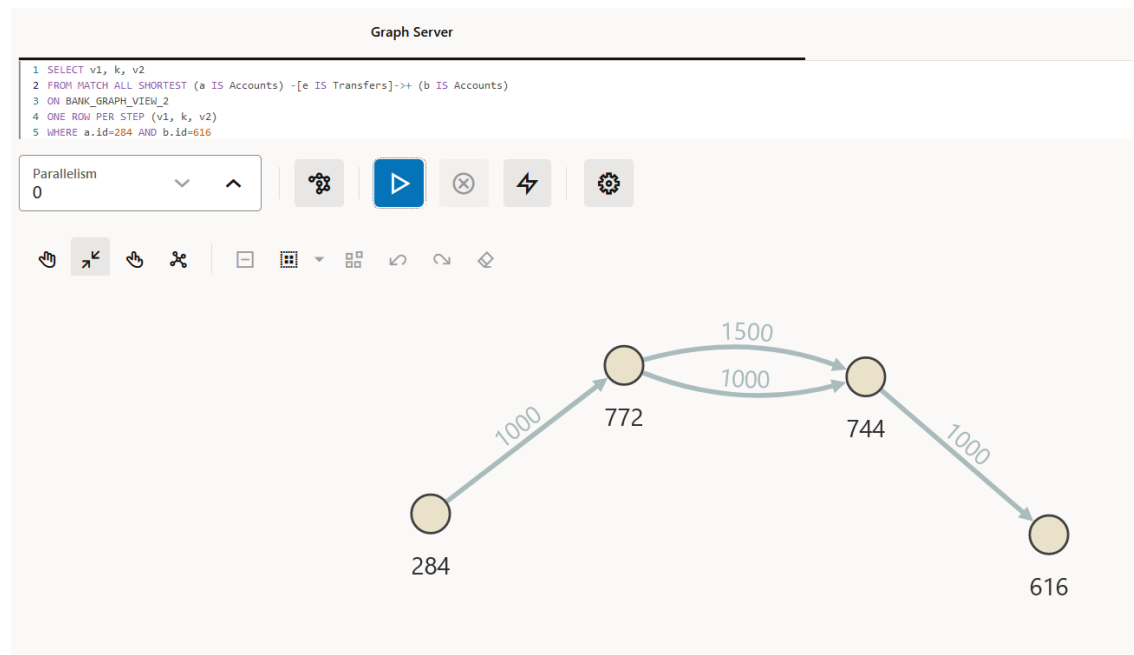 Graph Server
1 SELECT v1, k, v2
2 FROM MATCH ALL SHORTEST (a IS Accounts) -[e IS Transfers]->+ (b IS Accounts)
3 ON BANK_GRAPH_VIEW_2
4 ONE ROW PER STEP (v1, k, v2)
5 WHERE a.id=284 AND b.id=616
Parallelism
0
1500
1000
772
744
1000
1000
284
616